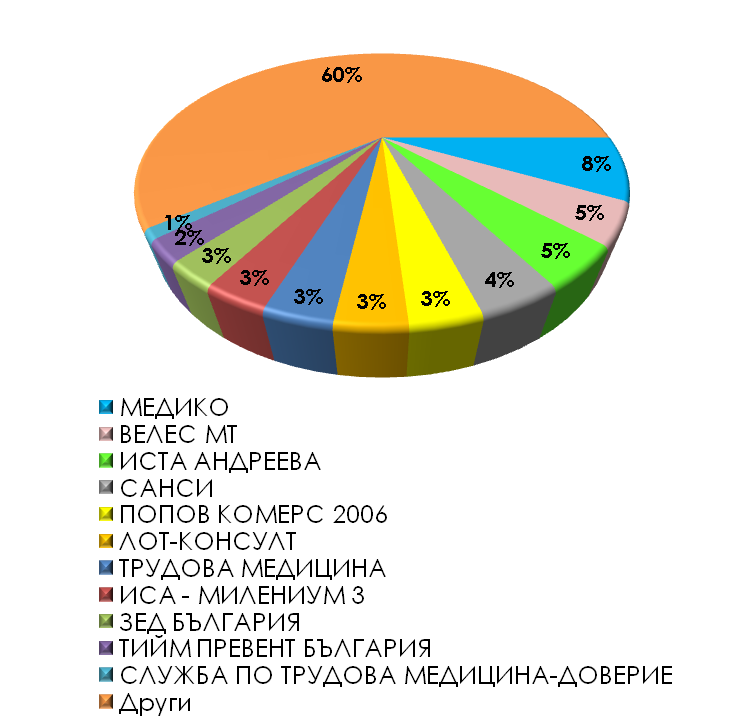 60%
8%
5%
5%
4%
3%
3%
3%
3%
3%
2%
1%
МЕДИКО
ВЕЛЕС МТ
ИСТА АНДРЕЕВА
САНСИ
ПОПОВ КОМЕРС 2006
ЛОТ-КОНСУЛТ
ТРУДОВА МЕДИЦИНА
ИСА - МИЛЕНИУМ 3
ЗЕД БЪЛГАРИЯ
ТИЙМ ПРЕВЕНТ БЪЛГАРИЯ
СЛУЖБА ПО ТРУДОВА МЕДИЦИНА-ДОВЕРИЕ
Други